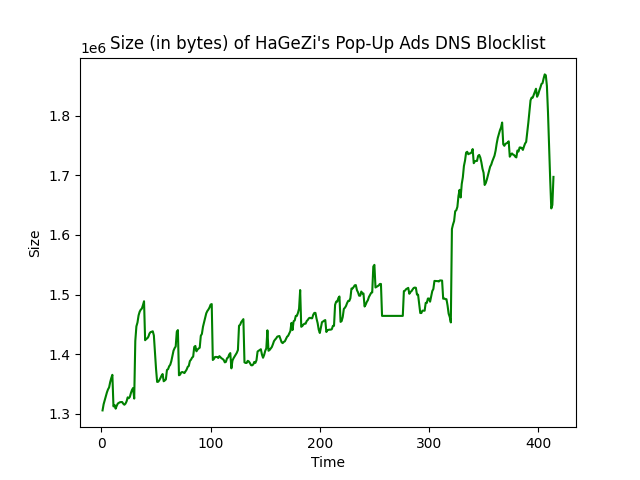 Size (in bytes) of HaGeZi's Pop-Up Ads DNS Blocklist
1e6
1.8
1.7
1.6
1.5
1.4
1.3
Size
0 100 200 300 400
Time